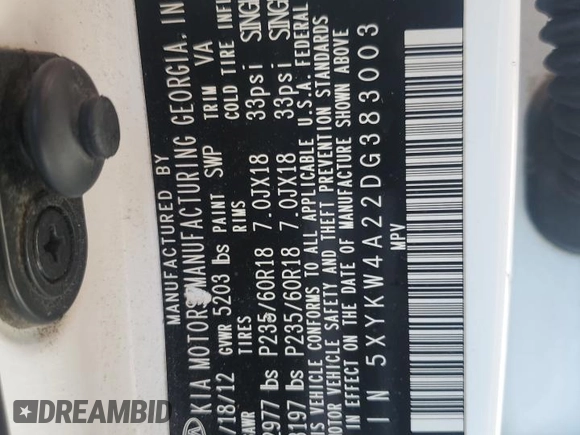 MANUFACTURED BY
KIA MOTORS MANUFACTURING GEORGIA, IN
/18/12 GVWR 5203 lbs PAINT SWP TRIM VA
GAWR TIRES RIMS COLD TIRE INFL
2977 lbs P235/60R18 7.0JX18 33psi SINGL
3197 lbs P235/60R18 7.0JX18 33psi SINGL
IS VEHICLE CONFORMS TO ALL APPLICABLE U.S.A. FEDERAL
MOTOR VEHICLE SAFETY AND THEFT PREVENTION STANDARDS
IN EFFECT ON THE DATE OF MANUFACTURE SHOWN ABOVE
IN 5XYKW4A22DG383003
MPV
DREAMBID